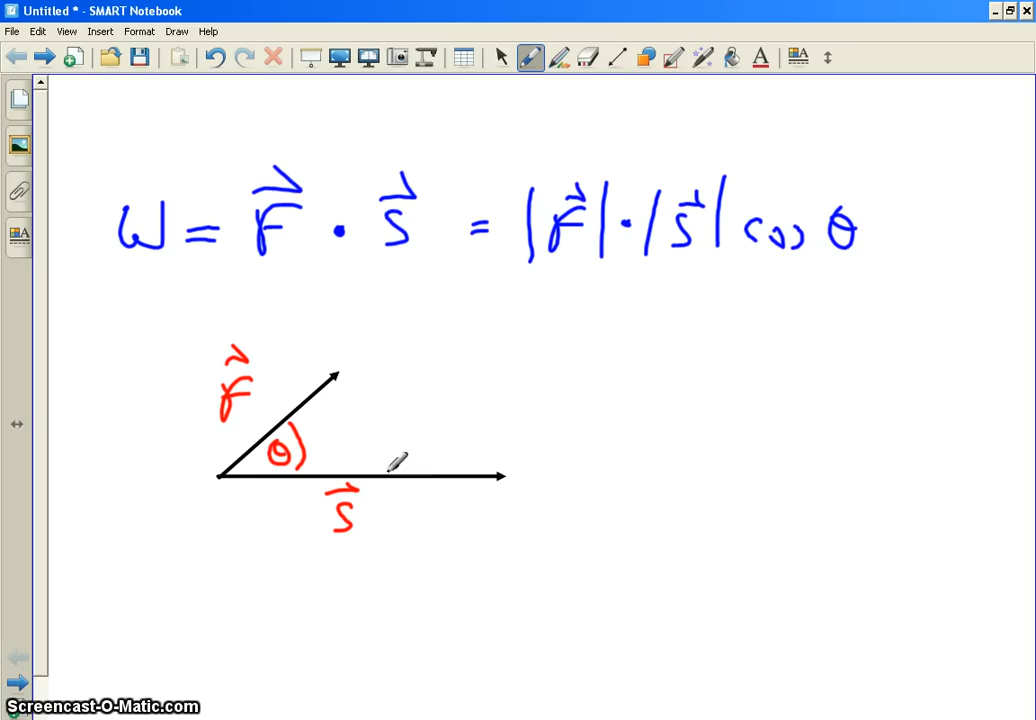 Untitled * - SMART Notebook
File Edit View Insert Format Draw Help
W = F⃗ • s⃗ = |F⃗| • |s⃗| cos θ
F⃗
θ
s⃗
Screencast-O-Matic.com